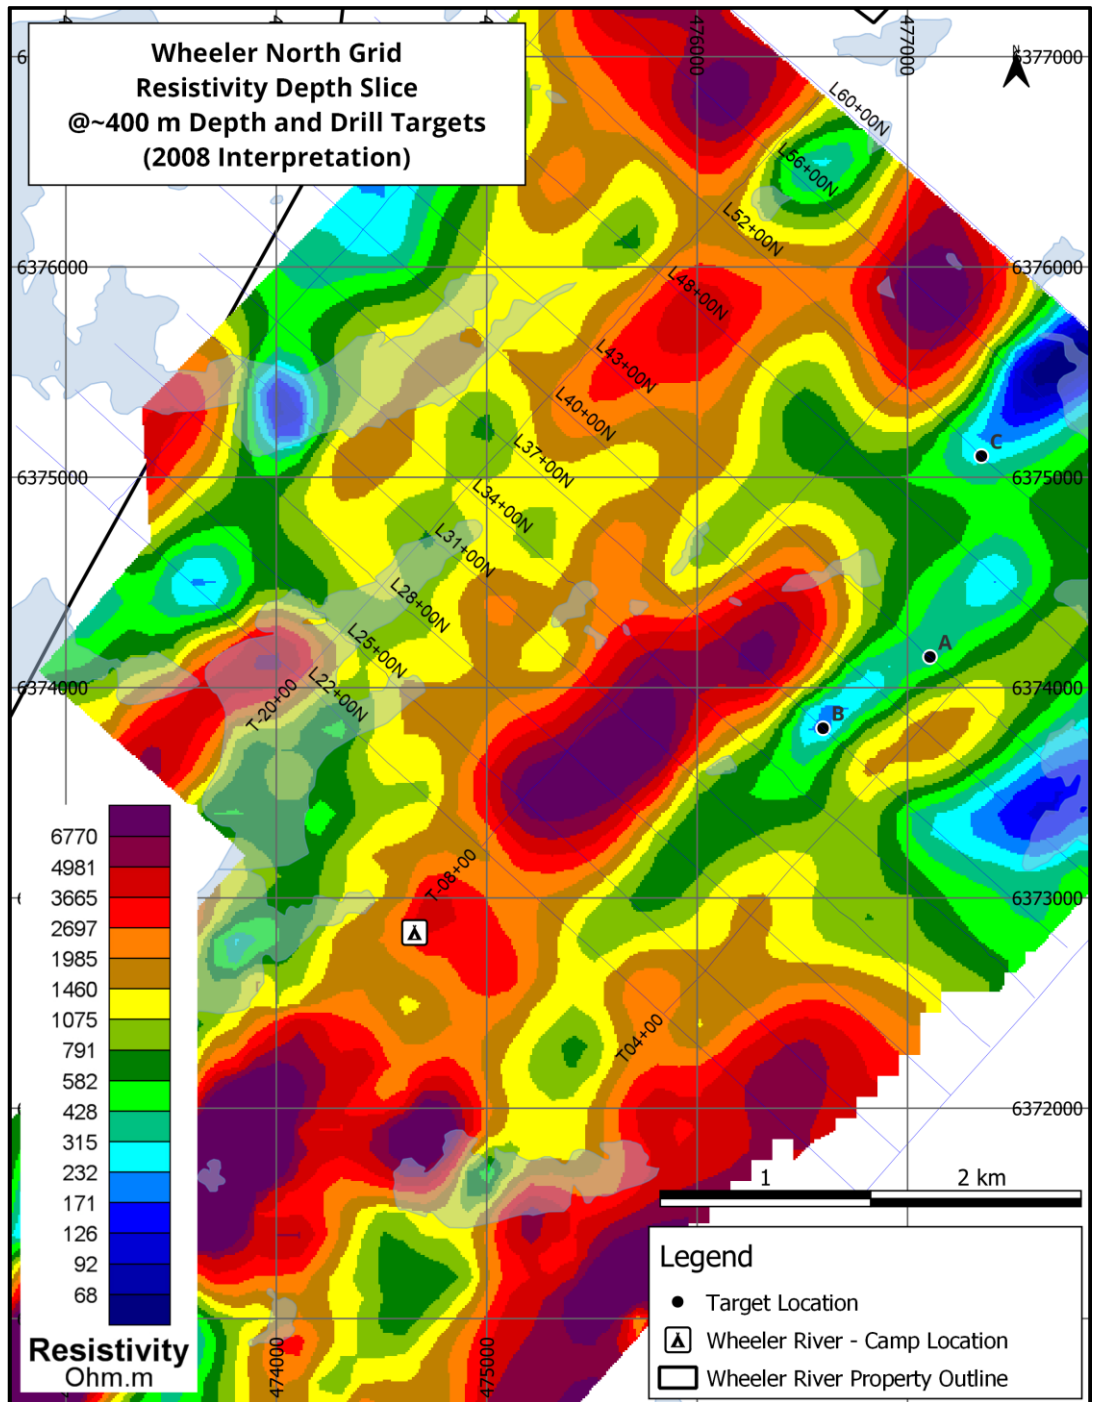 Wheeler North Grid
Resistivity Depth Slice
@~400 m Depth and Drill Targets
(2008 Interpretation)
476000
477000
6377000
N
L60+00N
L56+00N
L52+00N
6376000
6376000
L48+00N
L43+00N
L40+00N
C
L37+00N
6375000
6375000
L34+00N
L31+00N
L28+00N
L25+00N
A
L22+00N
6374000
6374000
T-20+00
B
6770
4981
3665
2697
1985
1460
1075
791
582
428
315
232
171
126
92
68
Resistivity
Ohm.m
T-08+00
6373000
T04+00
6372000
1
2 km
474000
475000
Legend
Target Location
Wheeler River - Camp Location
Wheeler River Property Outline